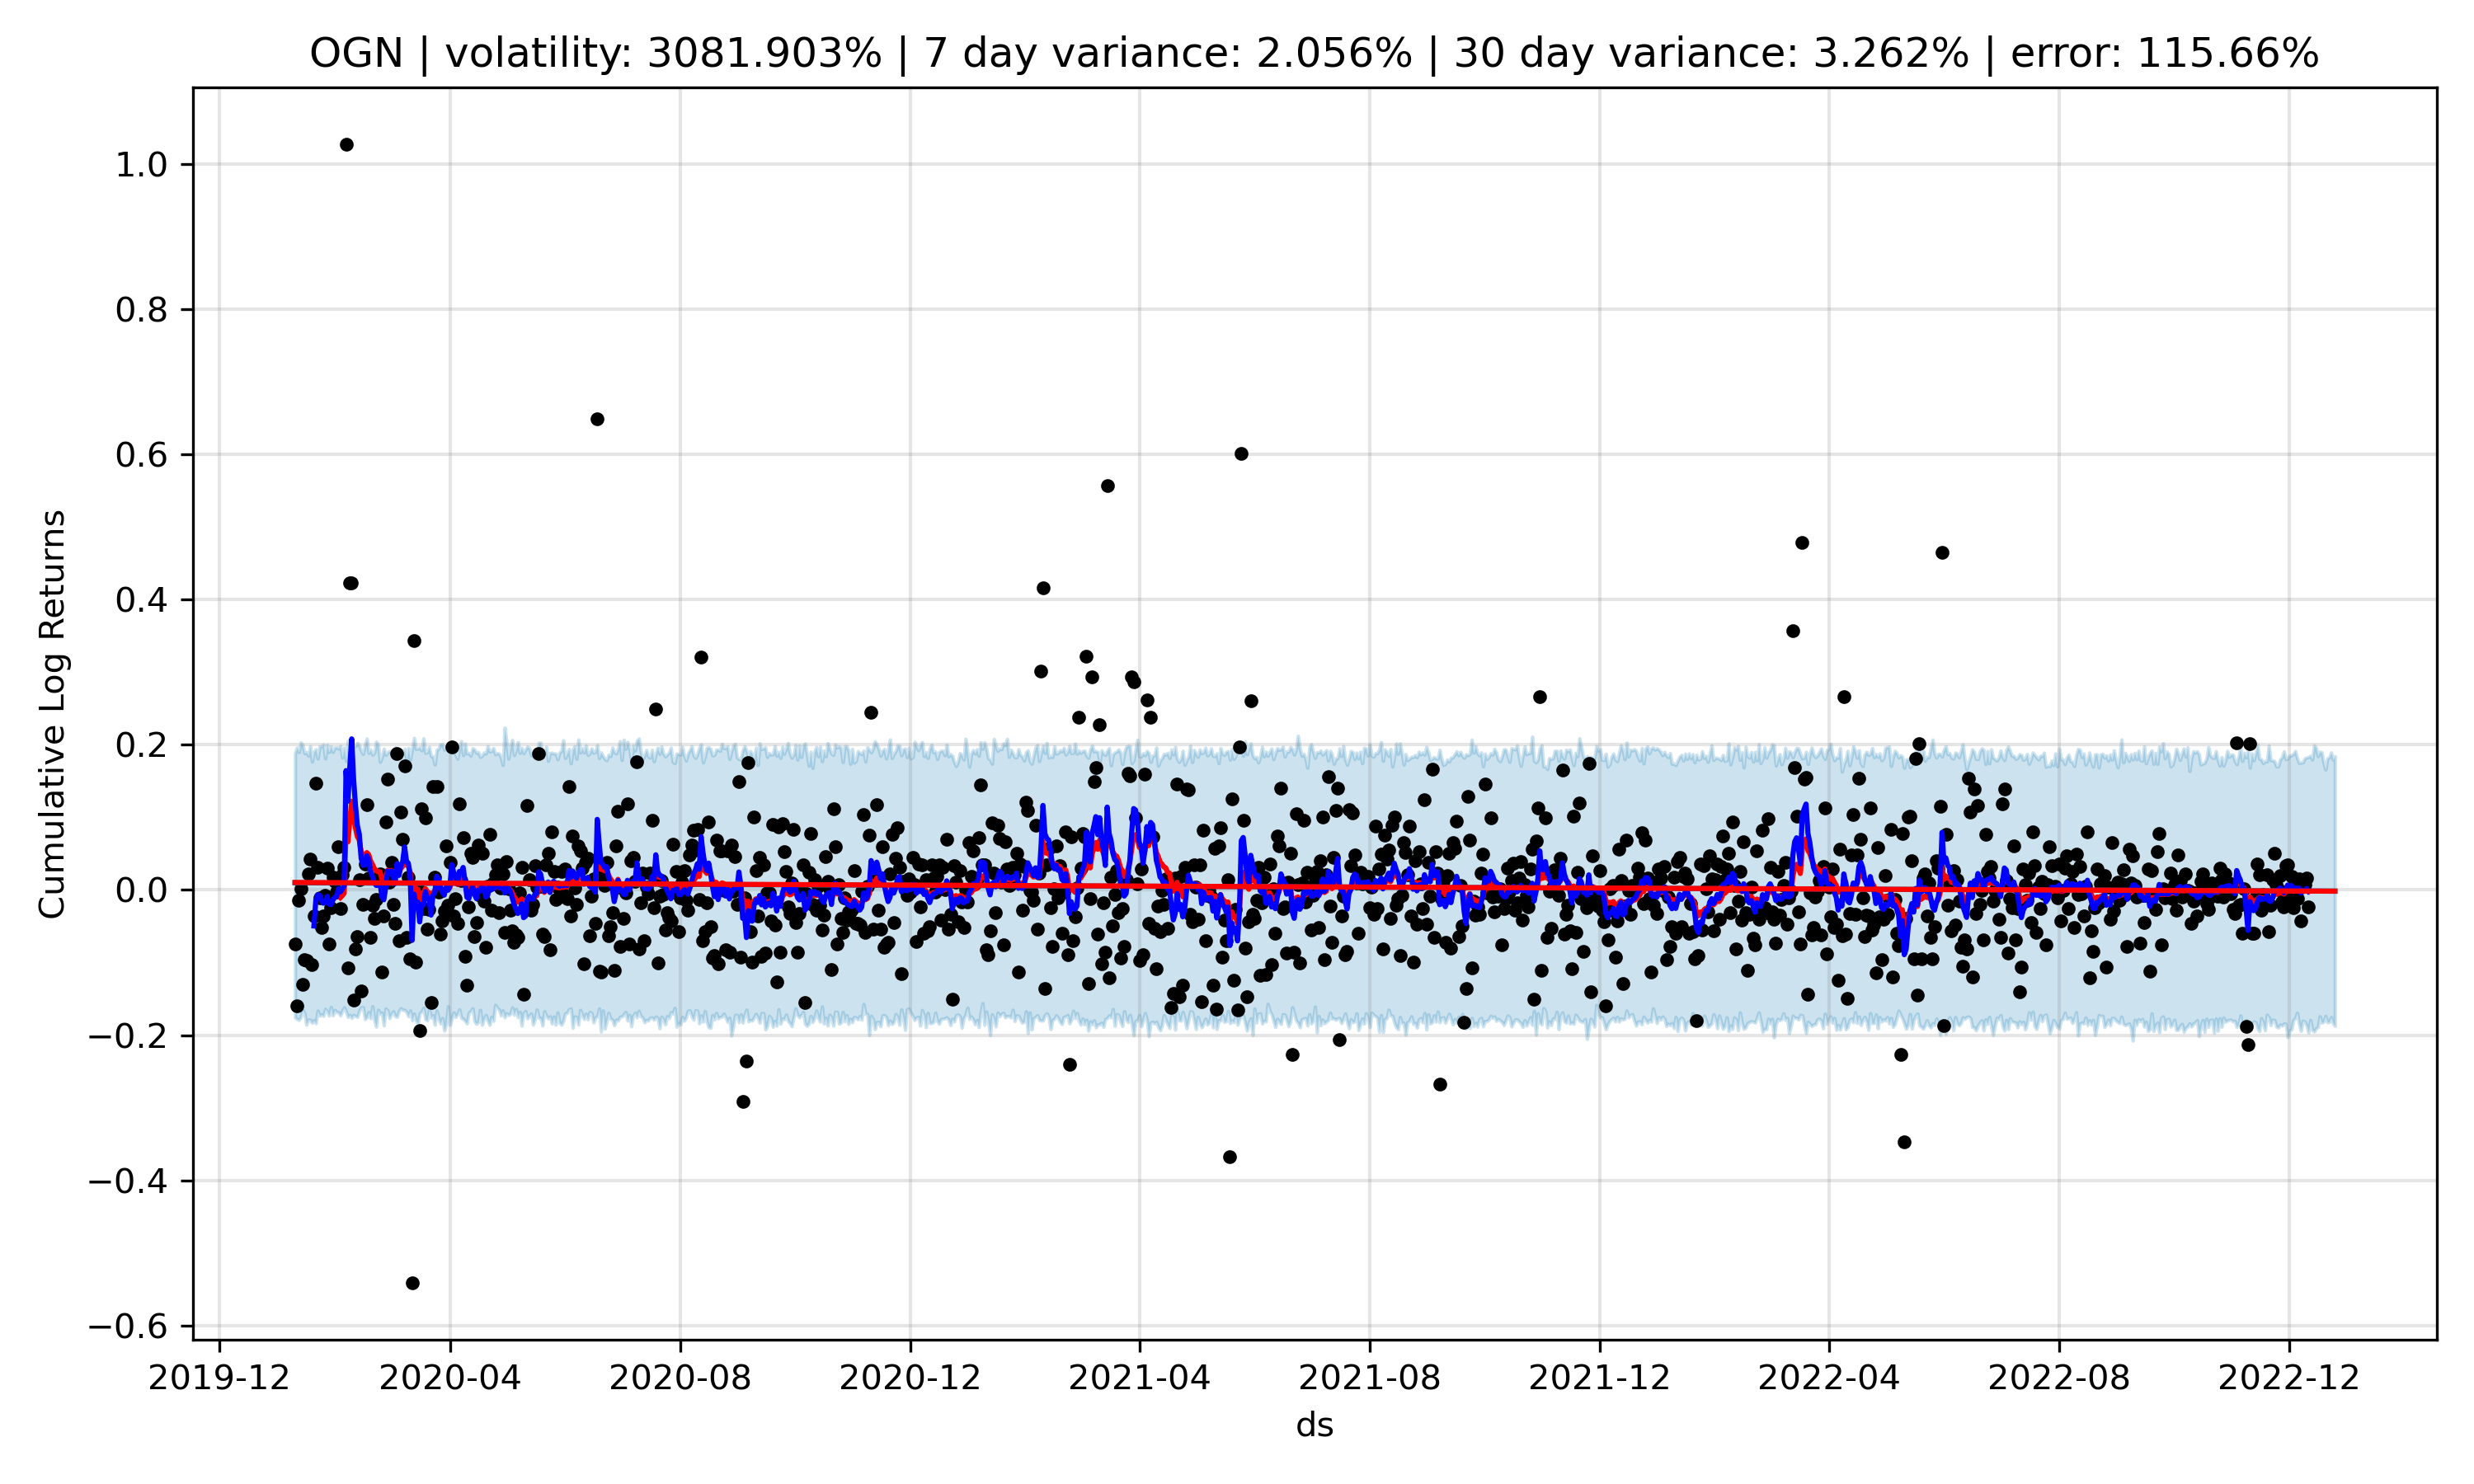 OGN | volatility: 3081.903% | 7 day variance: 2.056% | 30 day variance: 3.262% | error: 115.66%
Cumulative Log Returns
1.0
0.8
0.6
0.4
0.2
0.0
−0.2
−0.4
−0.6
2019-12 2020-04 2020-08 2020-12 2021-04 2021-08 2021-12 2022-04 2022-08 2022-12
ds